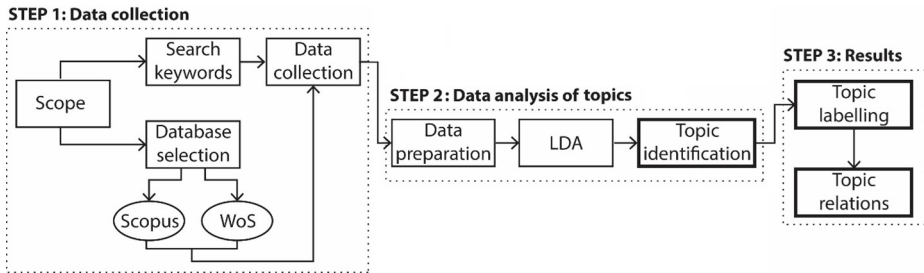 STEP 1: Data collection
Scope
Search
keywords
Data
collection
Database
selection
Scopus
WoS
STEP 2: Data analysis of topics
Data
preparation
LDA
Topic
identification
STEP 3: Results
Topic
labelling
Topic
relations